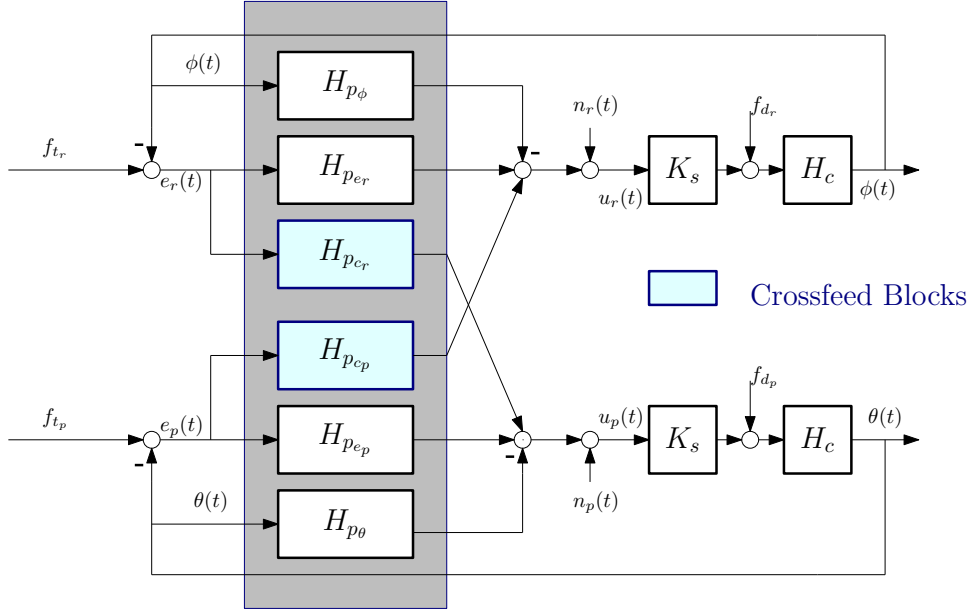 ϕ(t)
H_{p_ϕ}
n_r(t)
f_{d_r}
-
-
f_{t_r}
e_r(t)
H_{p_{e_r}}
u_r(t)
K_s
H_c
ϕ(t)
H_{p_{c_r}}
Crossfeed Blocks
H_{p_{c_p}}
f_{d_p}
f_{t_p}
e_p(t)
H_{p_{e_p}}
u_p(t)
K_s
H_c
θ(t)
-
-
θ(t)
H_{p_θ}
n_p(t)